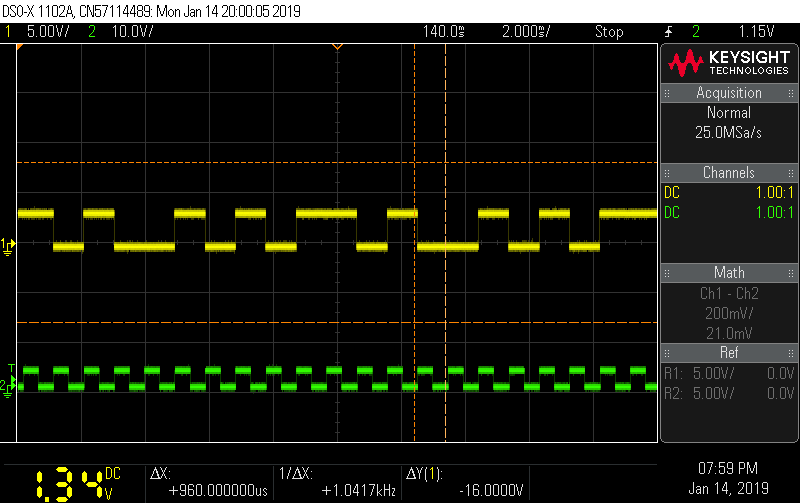 DSO-X 1102A, CN57114489: Mon Jan 14 20:00:05 2019
1 5.00V/ 2 10.0V/ 140.0s 2.000ms/ Stop 2 1.15V
KEYSIGHT
TECHNOLOGIES
Acquisition
Normal
25.0MSa/s
Channels
DC 1.00:1
DC 1.00:1
Math
Ch1 - Ch2
200mV/
21.0mV
Ref
R1: 5.00V/ 0.0V
R2: 5.00V/ 0.0V
1
T
2
1.34 DC V
ΔX: +960.000000us
1/ΔX: +1.0417kHz
ΔY(1): -16.0000V
07:59 PM
Jan 14, 2019